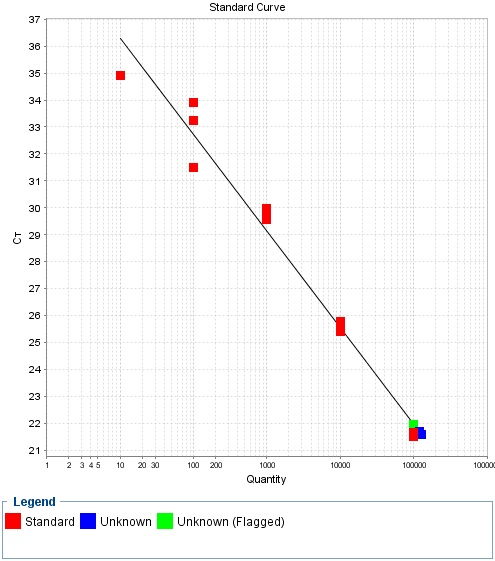 Standard Curve
37
36
35
34
33
32
31
30
29
28
27
26
25
24
23
22
21
CT
1 2 3 4 5 10 20 30 100 200 1000 10000 100000 100000
Quantity
Legend
Standard Unknown Unknown (Flagged)